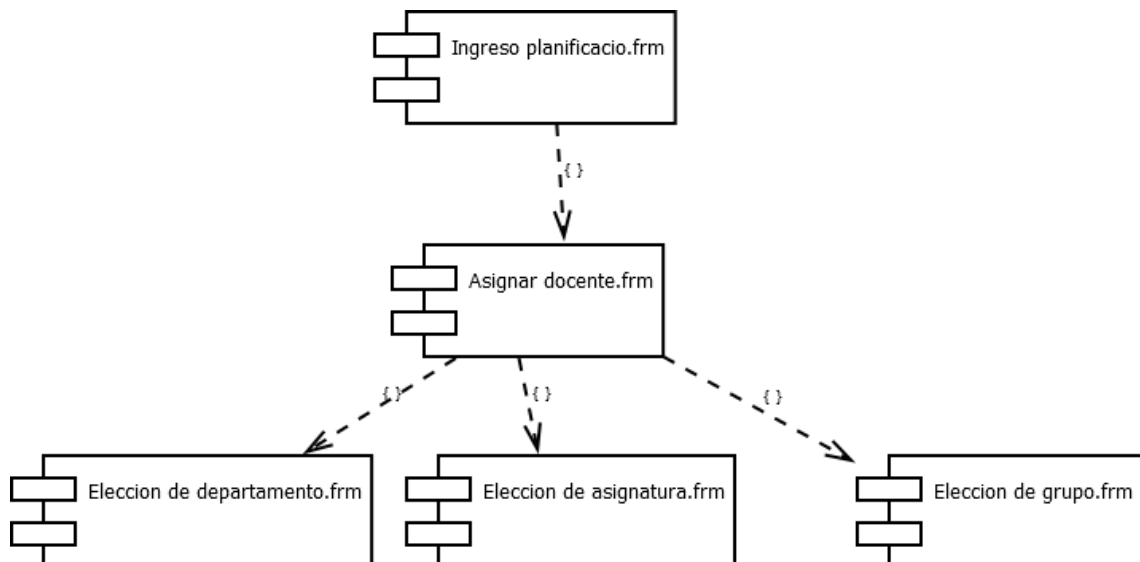 Ingreso planificacio.frm
{ }
Asignar docente.frm
{ }
{ }
{ }
Eleccion de departamento.frm
Eleccion de asignatura.frm
Eleccion de grupo.frm